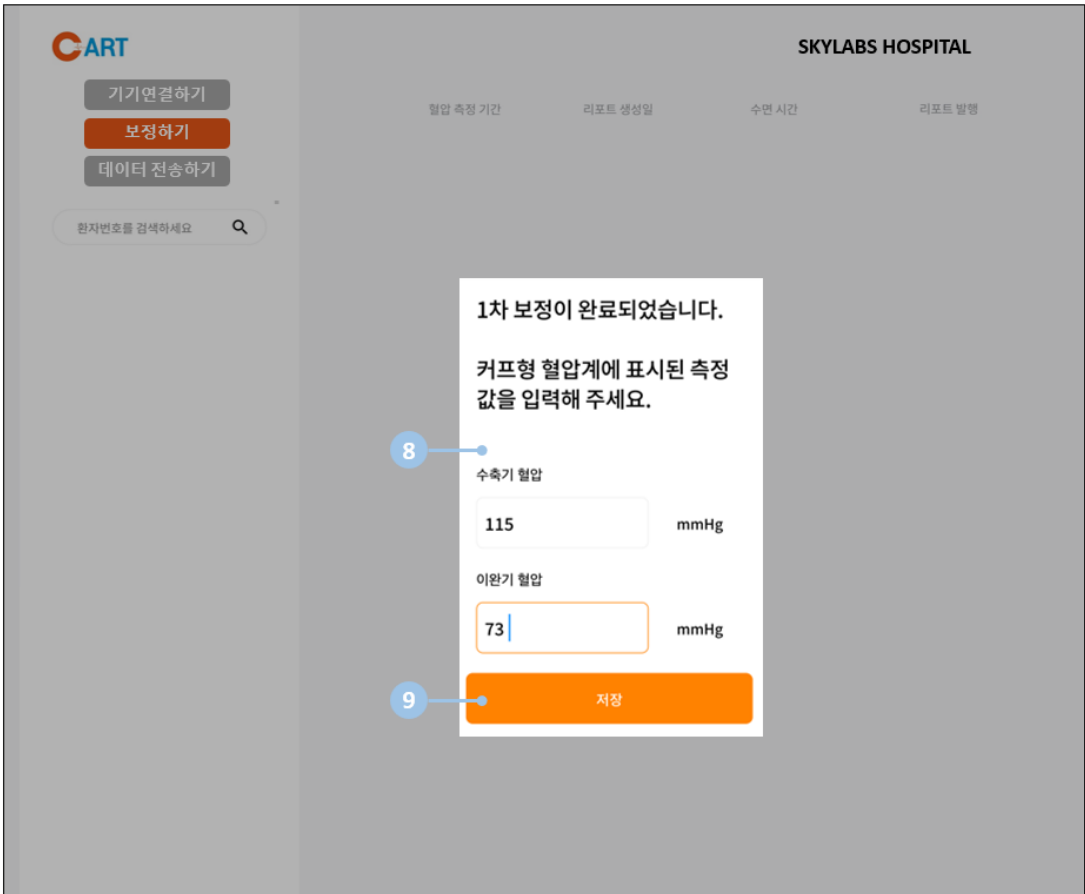 CART
SKYLABS HOSPITAL
기기연결하기
보정하기
데이터 전송하기
환자번호를 검색하세요
혈압 측정 기간 리포트 생성일 수면 시간 리포트 발행
1차 보정이 완료되었습니다.
커프형 혈압계에 표시된 측정
값을 입력해 주세요.
8
수축기 혈압
115 mmHg
이완기 혈압
73 mmHg
9
저장